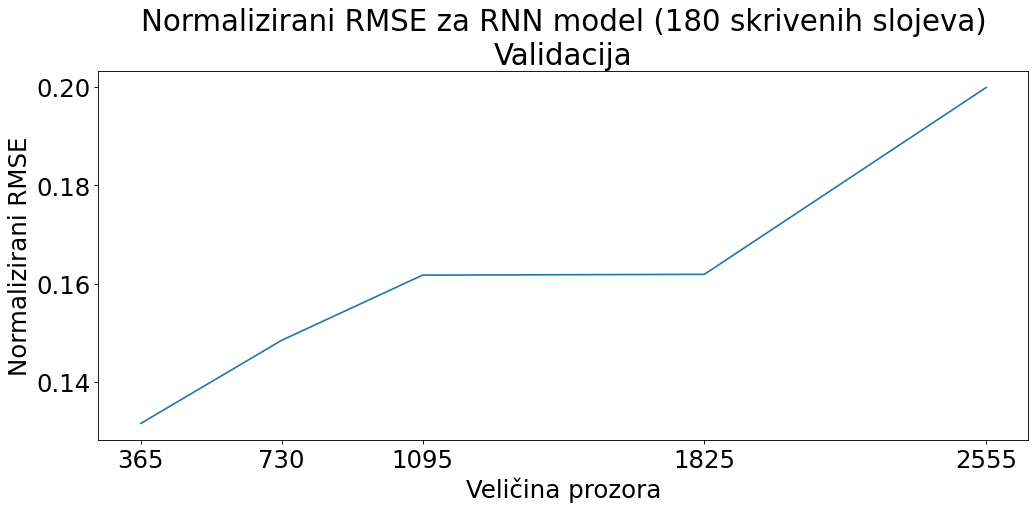 Normalizirani RMSE za RNN model (180 skrivenih slojeva)
Validacija
Normalizirani RMSE
0.20
0.18
0.16
0.14
365 730 1095 1825 2555
Veličina prozora